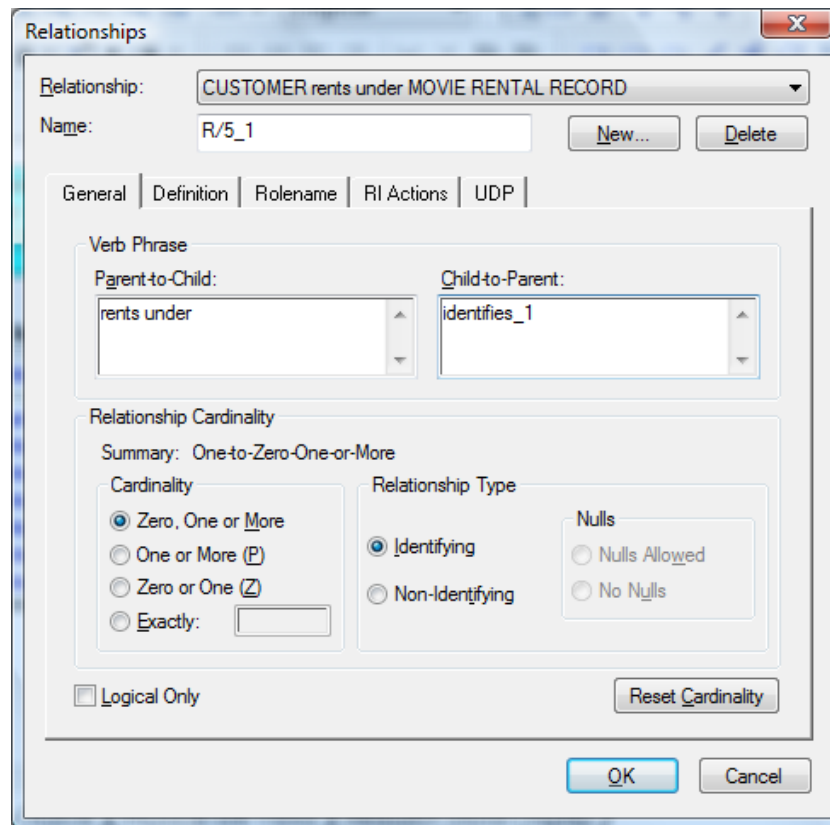 Relationships
Relationship: CUSTOMER rents under MOVIE RENTAL RECORD
Name: R/5_1 New... Delete
General Definition Rolename RI Actions UDP
Verb Phrase
Parent-to-Child: Child-to-Parent:
rents under identifies_1
Relationship Cardinality
Summary: One-to-Zero-One-or-More
Cardinality Relationship Type
Zero, One or More Nulls
One or More (P) Identifying Nulls Allowed
Zero or One (Z) Non-Identifying No Nulls
Exactly:
Logical Only Reset Cardinality
OK Cancel